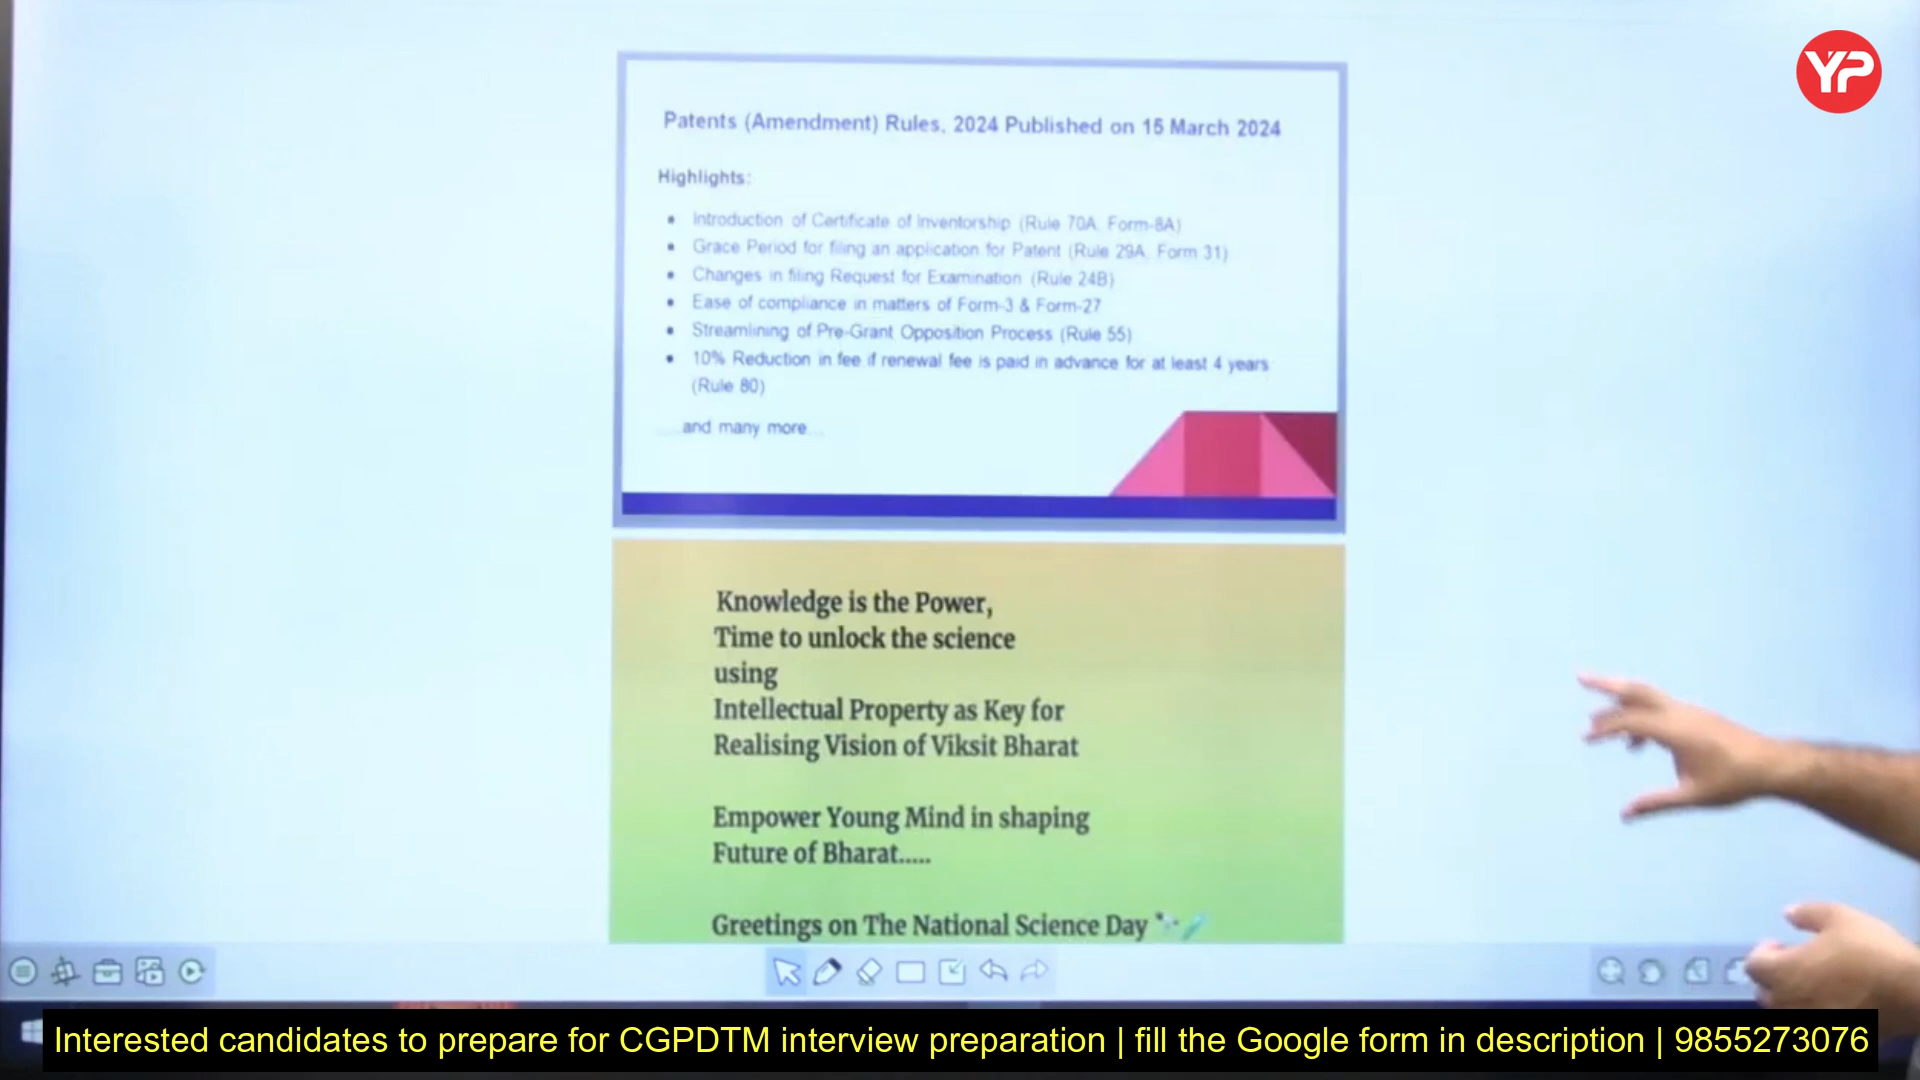 YP
Patents (Amendment) Rules, 2024 Published on 15 March 2024
Highlights:
• Introduction of Certificate of Inventorship (Rule 70A, Form-8A)
• Grace Period for filing an application for Patent (Rule 29A, Form 31)
• Changes in filing Request for Examination (Rule 24B)
• Ease of compliance in matters of Form-3 & Form-27
• Streamlining of Pre-Grant Opposition Process (Rule 55)
• 10% Reduction in fee if renewal fee is paid in advance for at least 4 years
(Rule 80)
.....and many more...
Knowledge is the Power,
Time to unlock the science
using
Intellectual Property as Key for
Realising Vision of Viksit Bharat
Empower Young Mind in shaping
Future of Bharat.....
Greetings on The National Science Day
Interested candidates to prepare for CGPDTM interview preparation | fill the Google form in description | 9855273076